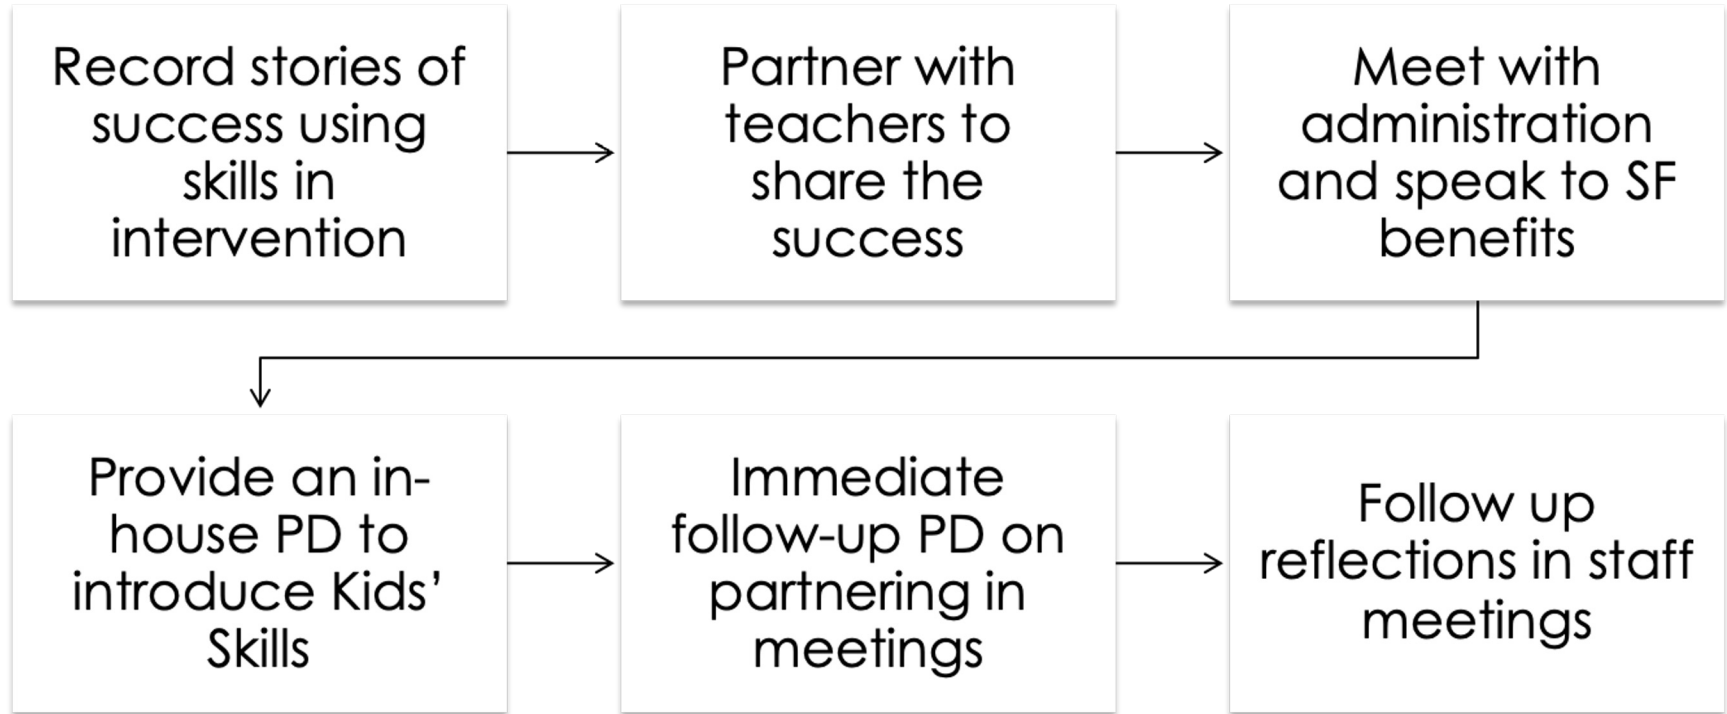 Record stories of
success using
skills in
intervention
Partner with
teachers to
share the
success
Meet with
administration
and speak to SF
benefits
Provide an in-
house PD to
introduce Kids’
Skills
Immediate
follow-up PD on
partnering in
meetings
Follow up
reflections in staff
meetings